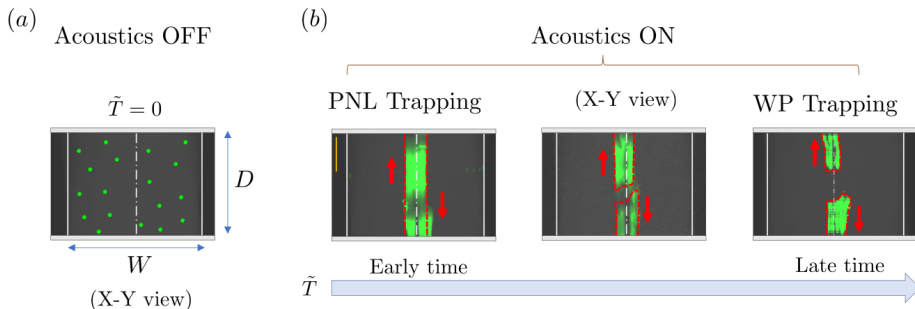 (a)
Acoustics OFF
T̃ = 0
D
W
(X-Y view)
(b)
Acoustics ON
PNL Trapping
(X-Y view)
WP Trapping
Early time
Late time
T̃